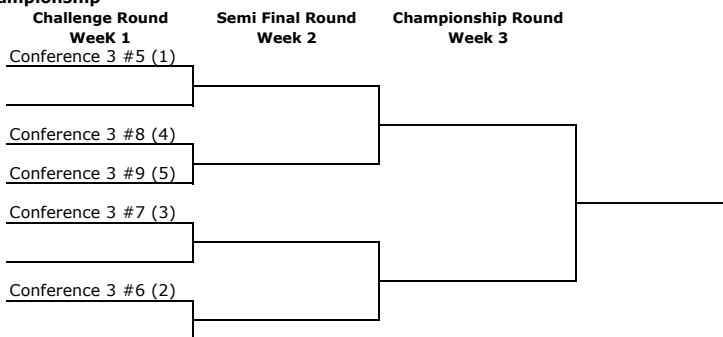 Challenge Round Semi Final Round Championship Round
WeeK 1 Week 2 Week 3
Conference 3 #5 (1)
Conference 3 #8 (4)
Conference 3 #9 (5)
Conference 3 #7 (3)
Conference 3 #6 (2)